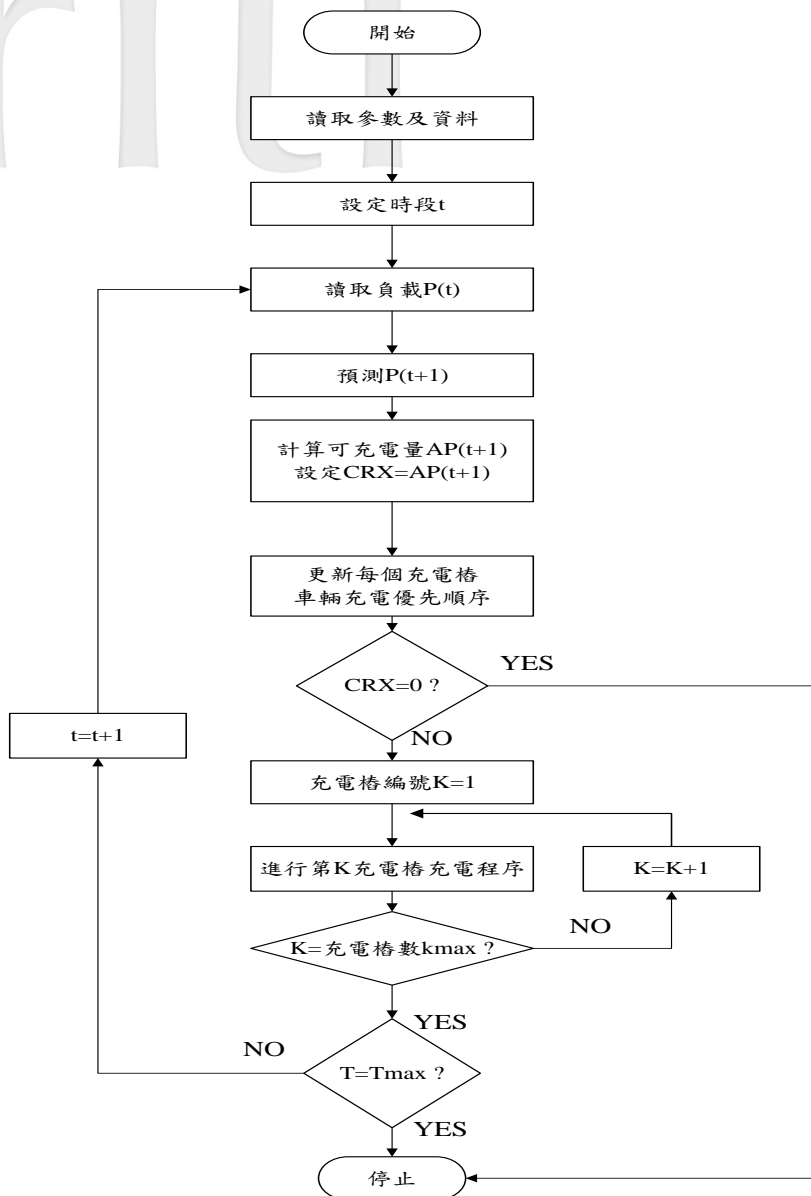 開始
讀取參數及資料
設定時段t
讀取負載P(t)
預測P(t+1)
計算可充電量AP(t+1)
設定CRX=AP(t+1)
更新每個充電樁
車輛充電優先順序
CRX=0 ?
YES
NO
t=t+1
充電樁編號K=1
進行第K充電樁充電程序
K=K+1
K=充電樁數kmax ?
NO
YES
T=Tmax ?
NO
YES
停止